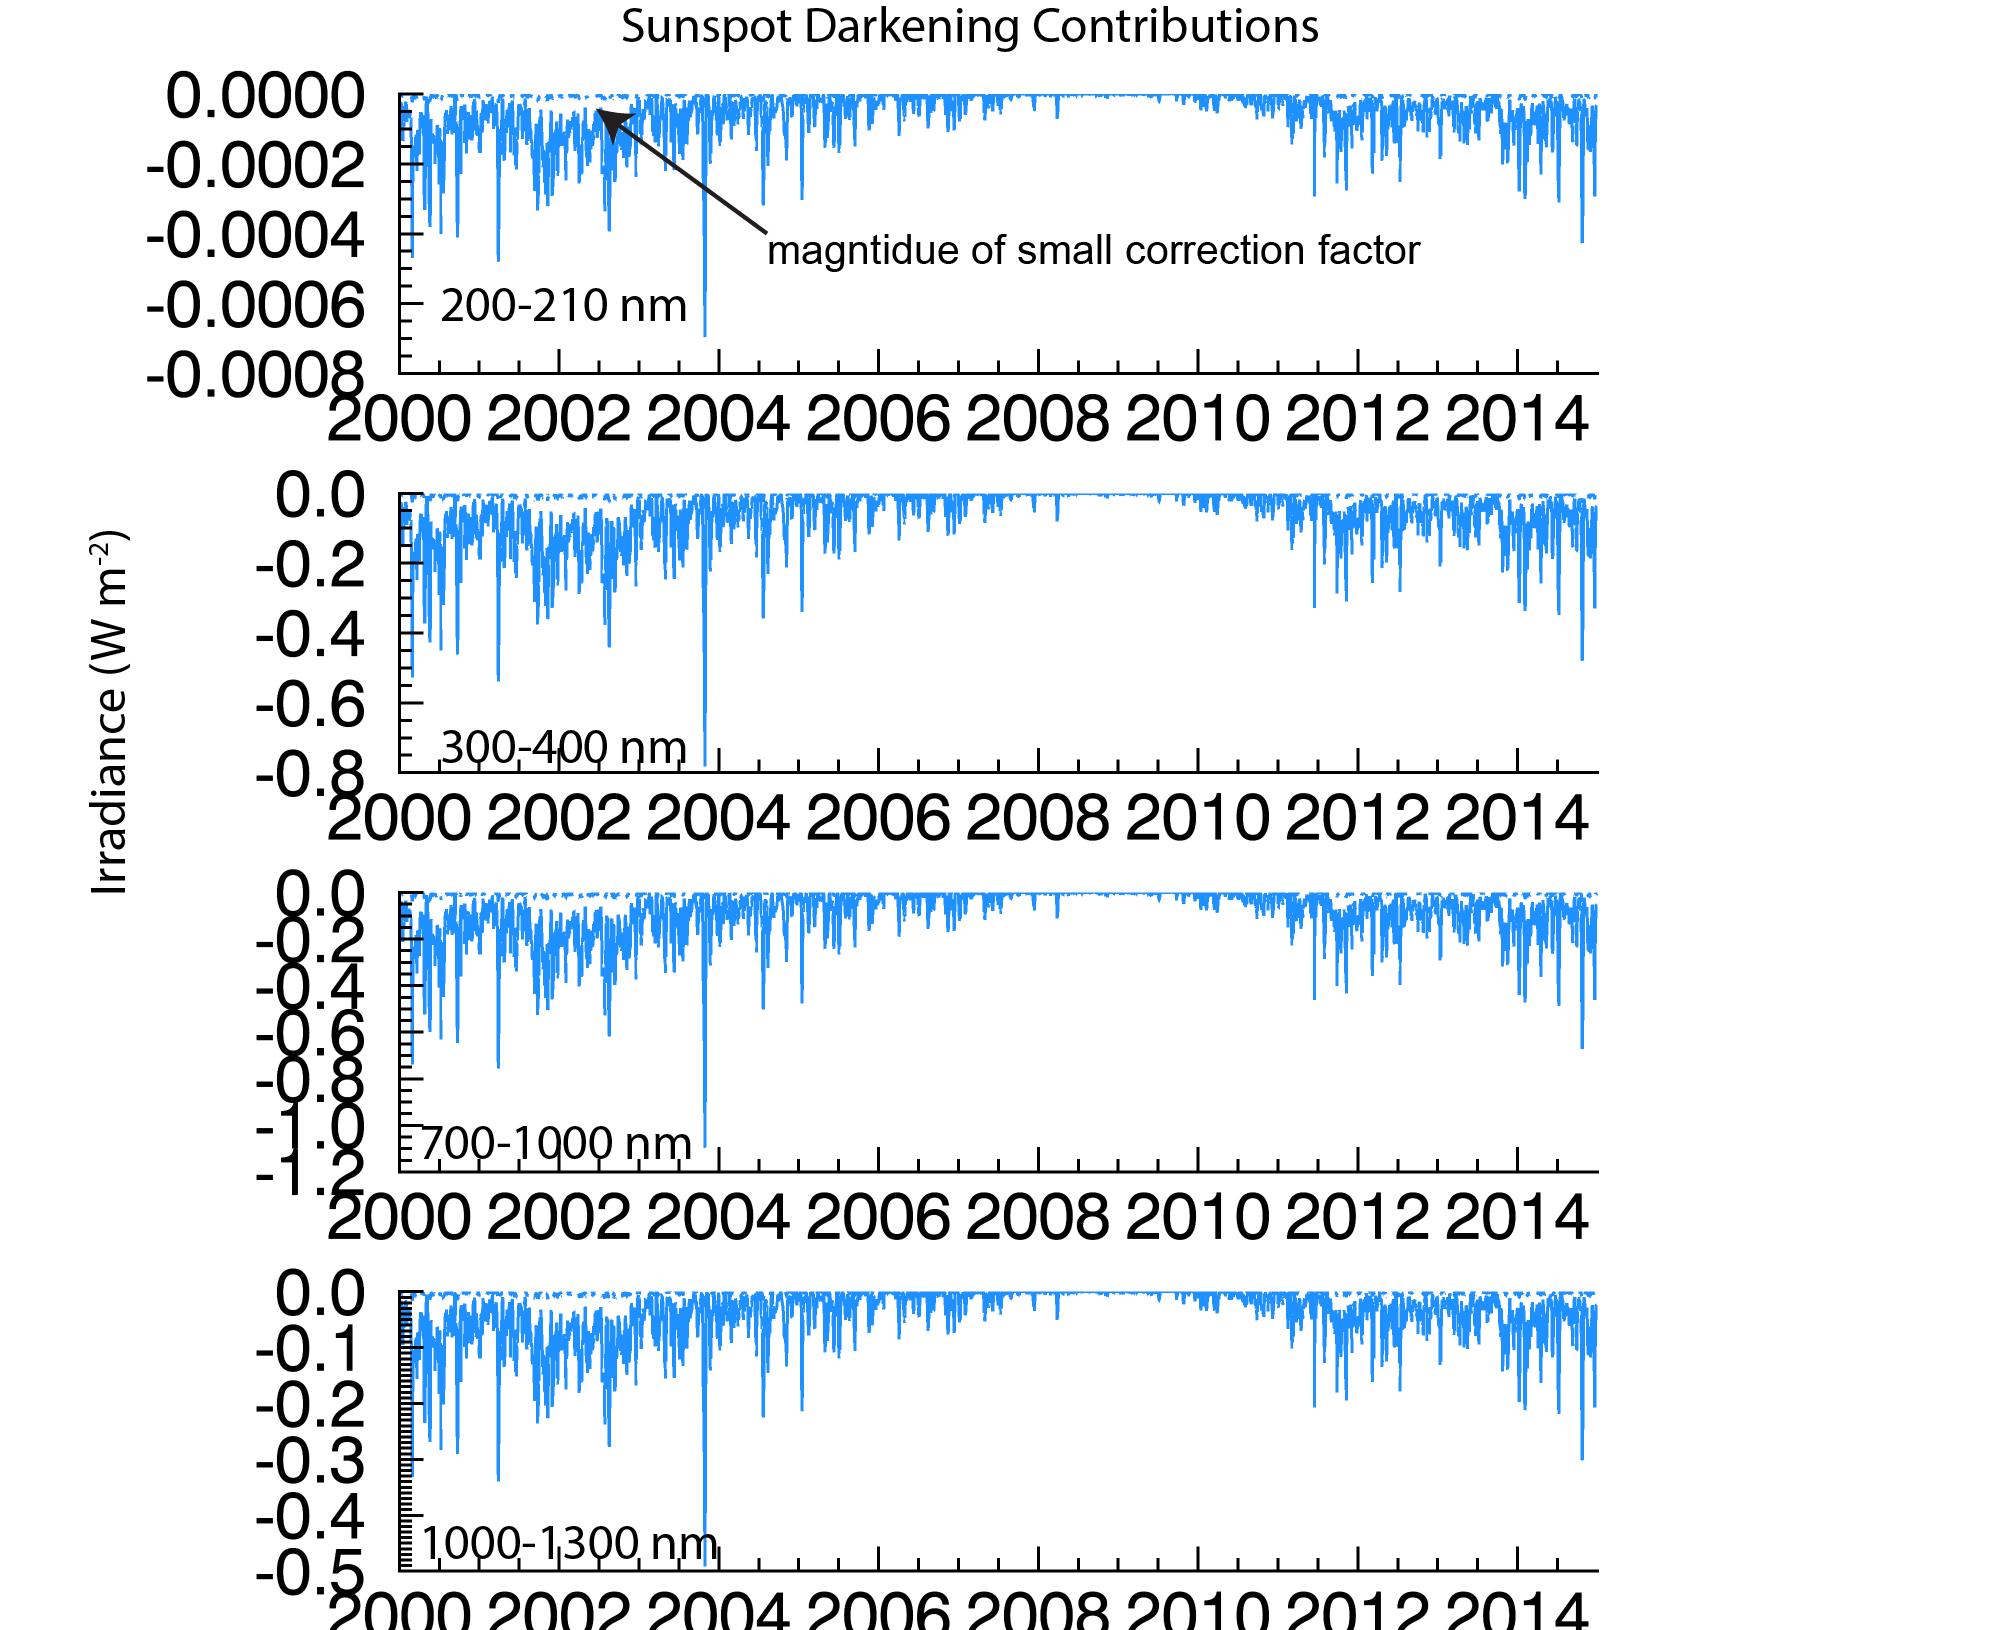 Sunspot Darkening Contributions
0.0000
-0.0002
-0.0004
-0.0006
-0.0008
magntidue of small correction factor
200-210 nm
2000 2002 2004 2006 2008 2010 2012 2014
Irradiance (W m-2)
0.0
-0.2
-0.4
-0.6
-0.8
300-400 nm
2000 2002 2004 2006 2008 2010 2012 2014
0.0
-0.2
-0.4
-0.6
-0.8
-1.0
-1.2
700-1000 nm
2000 2002 2004 2006 2008 2010 2012 2014
0.0
-0.1
-0.2
-0.3
-0.4
-0.5
1000-1300 nm
2000 2002 2004 2006 2008 2010 2012 2014